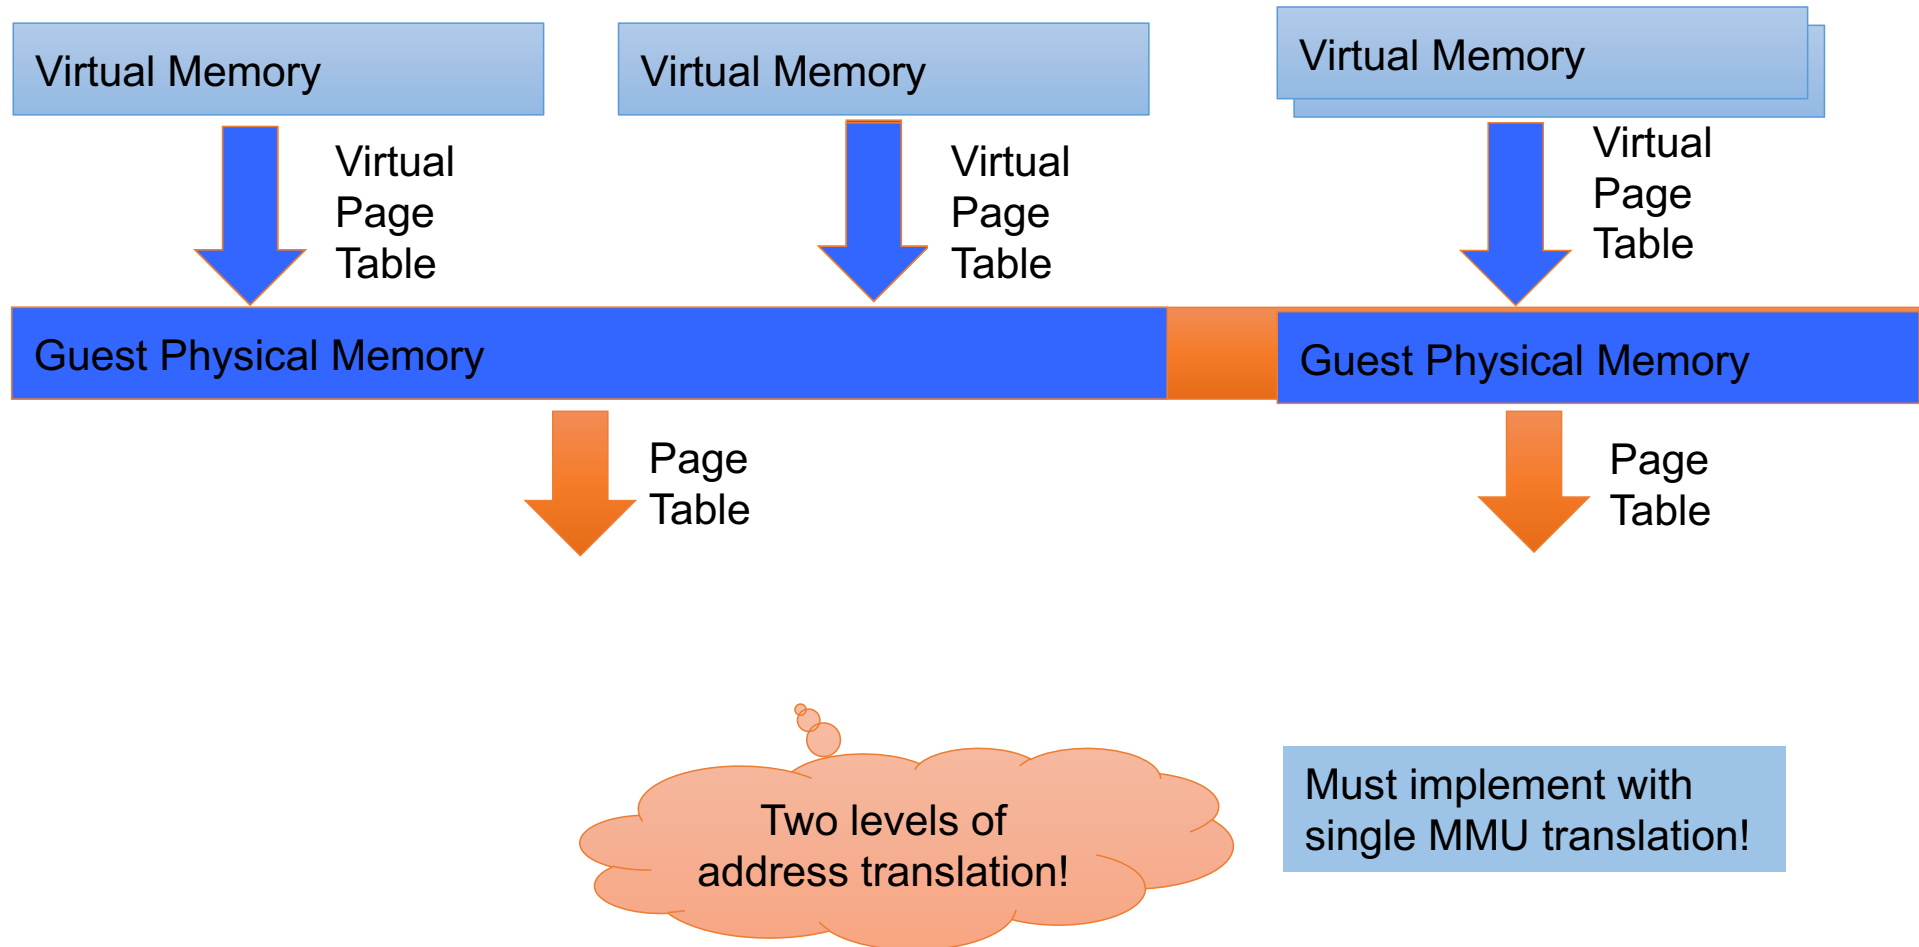 Virtual Memory
Virtual Memory
Virtual Memory
Virtual
Page
Table
Virtual
Page
Table
Virtual
Page
Table
Guest Physical Memory
Guest Physical Memory
Page
Table
Page
Table
Two levels of
address translation!
Must implement with
single MMU translation!